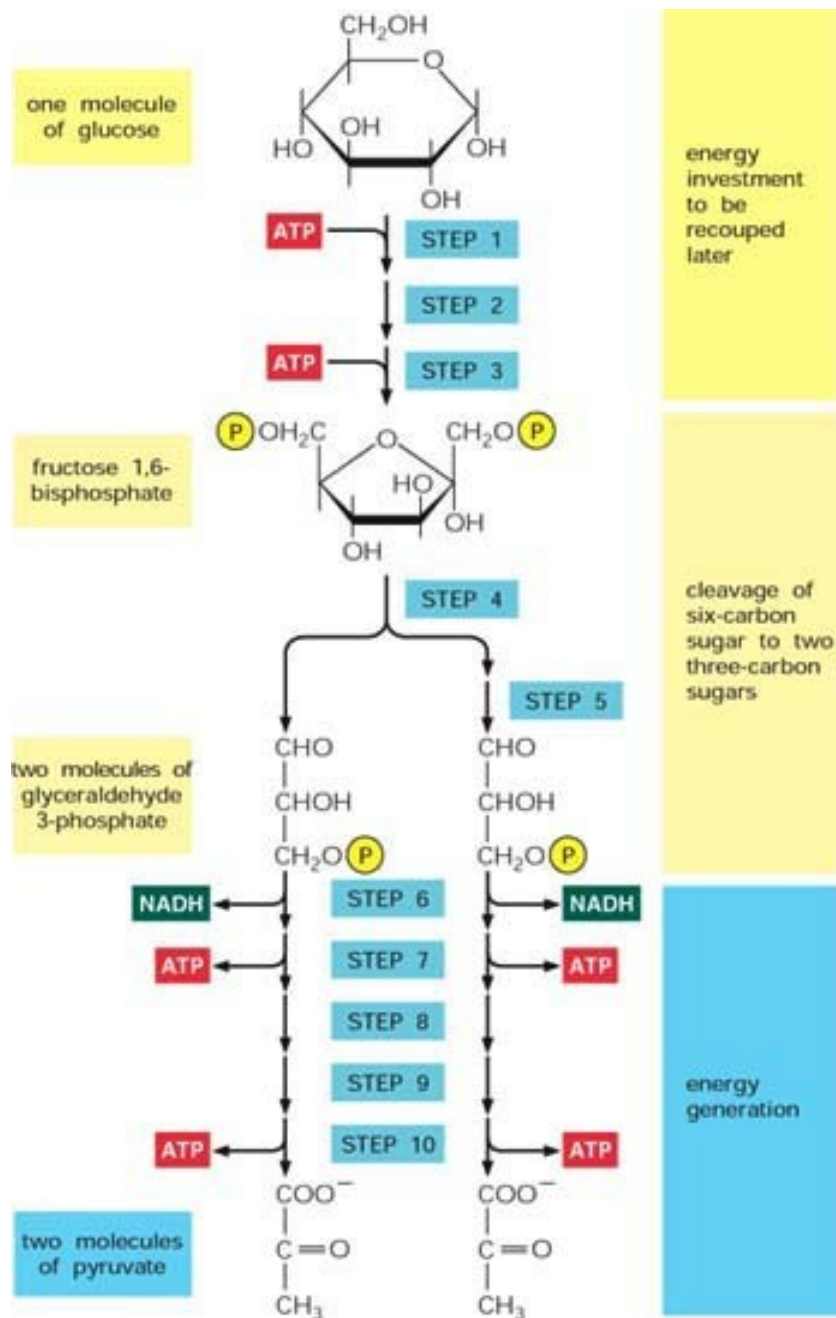 CH₂OH
O
one molecule
of glucose
OH
HO
OH
OH
energy
investment
to be
recouped
later
ATP
STEP 1
STEP 2
ATP
STEP 3
P OH₂C
O
CH₂O P
fructose 1,6-
bisphosphate
HO
OH
OH
STEP 4
cleavage of
six-carbon
sugar to two
three-carbon
sugars
STEP 5
two molecules of
glyceraldehyde
3-phosphate
CHO
CHO
CHOH
CHOH
CH₂O P
CH₂O P
NADH
STEP 6
NADH
ATP
STEP 7
ATP
STEP 8
STEP 9
energy
generation
ATP
STEP 10
ATP
two molecules
of pyruvate
COO⁻
COO⁻
C=O
C=O
CH₃
CH₃